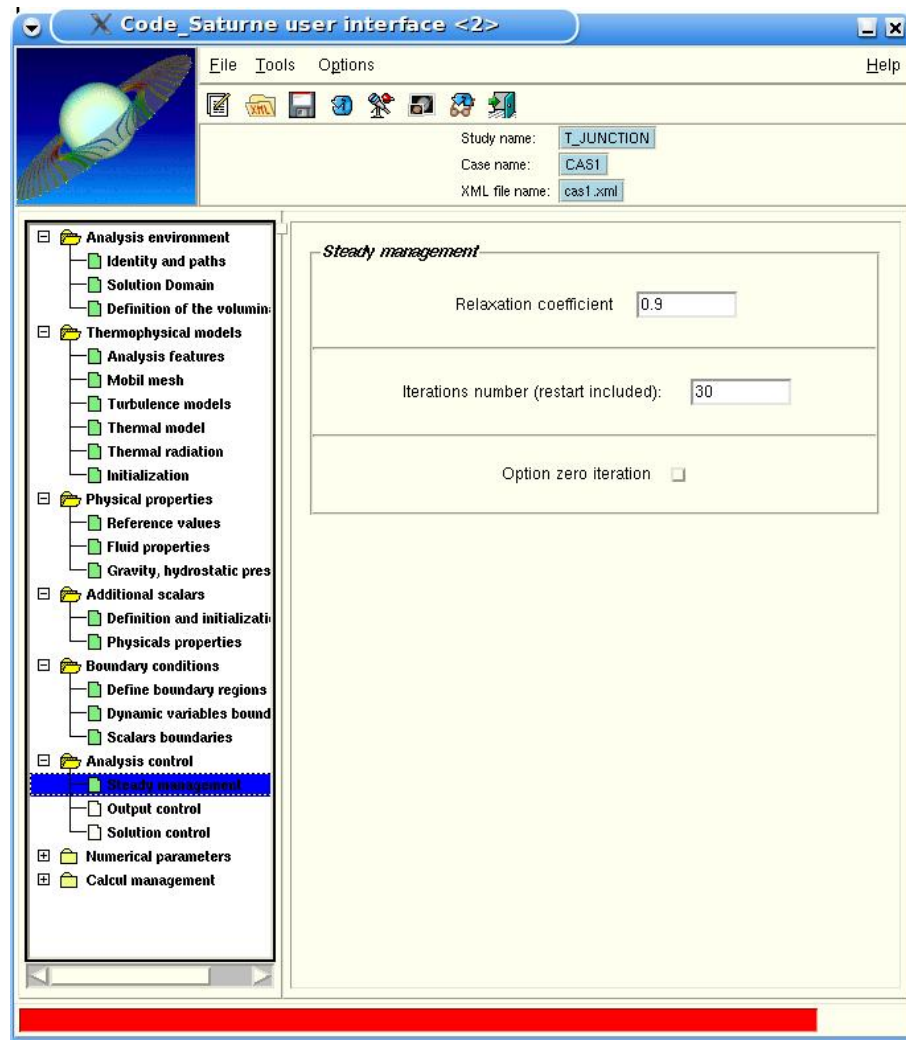 Code_Saturne user interface <2>
File Tools Options Help
XML
Study name: T_JUNCTION
Case name: CAS1
XML file name: cas1.xml
Analysis environment
Identity and paths
Solution Domain
Definition of the volumin
Thermophysical models
Analysis features
Mobil mesh
Turbulence models
Thermal model
Thermal radiation
Initialization
Physical properties
Reference values
Fluid properties
Gravity, hydrostatic pres
Additional scalars
Definition and initializati
Physicals properties
Boundary conditions
Define boundary regions
Dynamic variables bound
Scalars boundaries
Analysis control
Steady management
Output control
Solution control
Numerical parameters
Calcul management
Steady management
Relaxation coefficient 0.9
Iterations number (restart included): 30
Option zero iteration